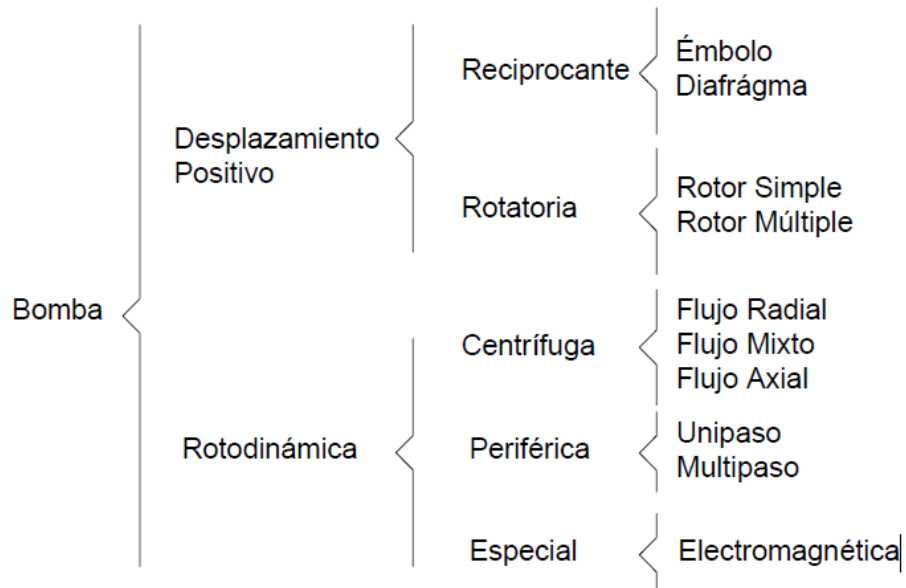 Bomba
Desplazamiento
Positivo
Reciprocante
Émbolo
Diafrágma
Rotatoria
Rotor Simple
Rotor Múltiple
Rotodinámica
Centrífuga
Flujo Radial
Flujo Mixto
Flujo Axial
Periférica
Unipaso
Multipaso
Especial
Electromagnética